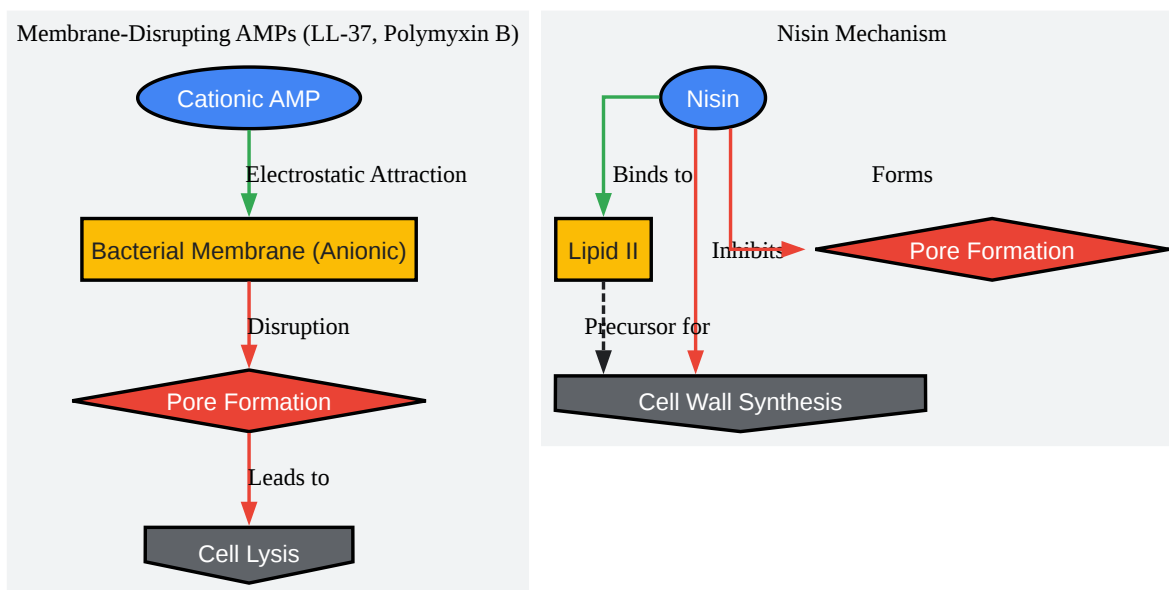 Membrane-Disrupting AMPs (LL-37, Polymyxin B)
Cationic AMP
Electrostatic Attraction
Bacterial Membrane (Anionic)
Disruption
Pore Formation
Leads to
Cell Lysis
Nisin Mechanism
Nisin
Binds to
Forms
Lipid II
Inhibits
Pore Formation
Precursor for
Cell Wall Synthesis